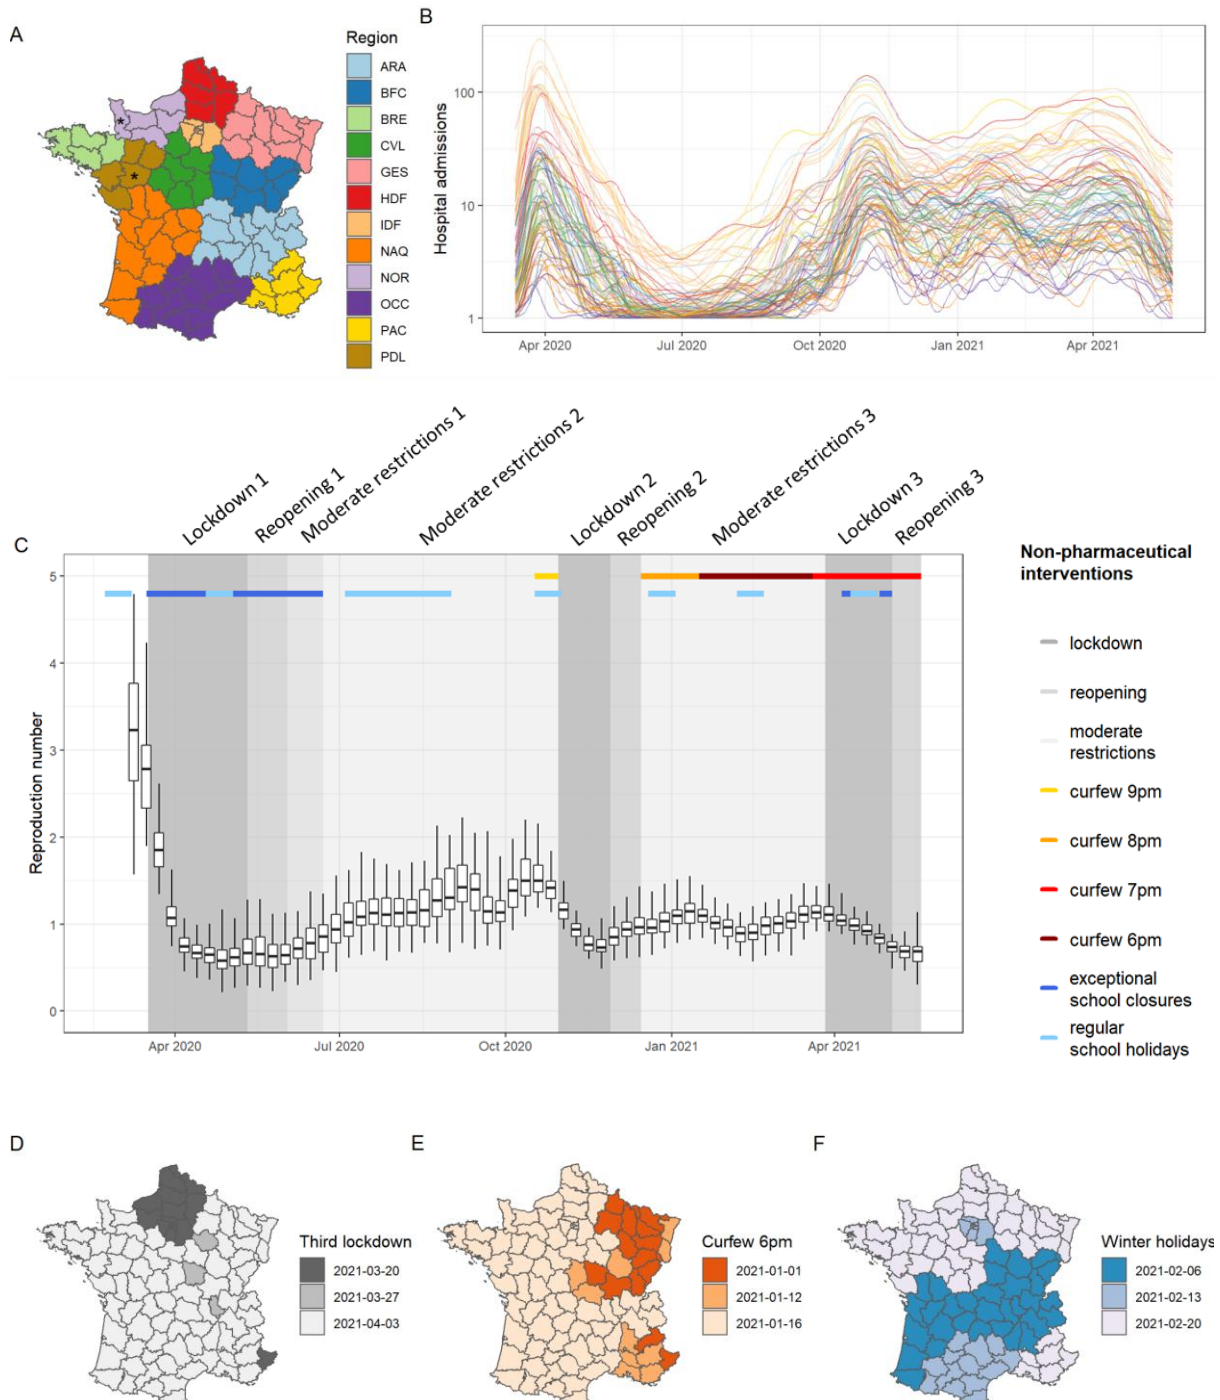 A
Region
ARA
BFC
BRE
CVL
GES
HDF
IDF
NAQ
NOR
OCC
PAC
PDL
*
*
B
Hospital admissions
100
10
1
Apr 2020
Jul 2020
Oct 2020
Jan 2021
Apr 2021
Lockdown 1
Reopening 1
Moderate restrictions 1
Moderate restrictions 2
Lockdown 2
Reopening 2
Moderate restrictions 3
Lockdown 3
Reopening 3
C
Reproduction number
5
4
3
2
1
0
Apr 2020
Jul 2020
Oct 2020
Jan 2021
Apr 2021
Non-pharmaceutical
interventions
lockdown
reopening
moderate
restrictions
curfew 9pm
curfew 8pm
curfew 7pm
curfew 6pm
exceptional
school closures
regular
school holidays
D
Third lockdown
2021-03-20
2021-03-27
2021-04-03
E
Curfew 6pm
2021-01-01
2021-01-12
2021-01-16
F
Winter holidays
2021-02-06
2021-02-13
2021-02-20